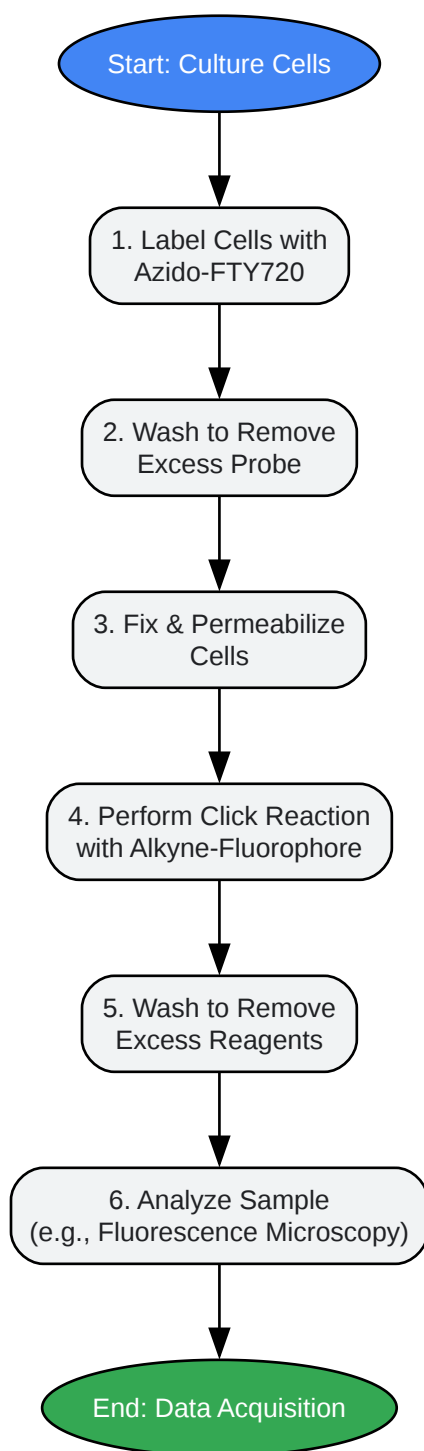 Start: Culture Cells
1. Label Cells with
Azido-FTY720
2. Wash to Remove
Excess Probe
3. Fix & Permeabilize
Cells
4. Perform Click Reaction
with Alkyne-Fluorophore
5. Wash to Remove
Excess Reagents
6. Analyze Sample
(e.g., Fluorescence Microscopy)
End: Data Acquisition